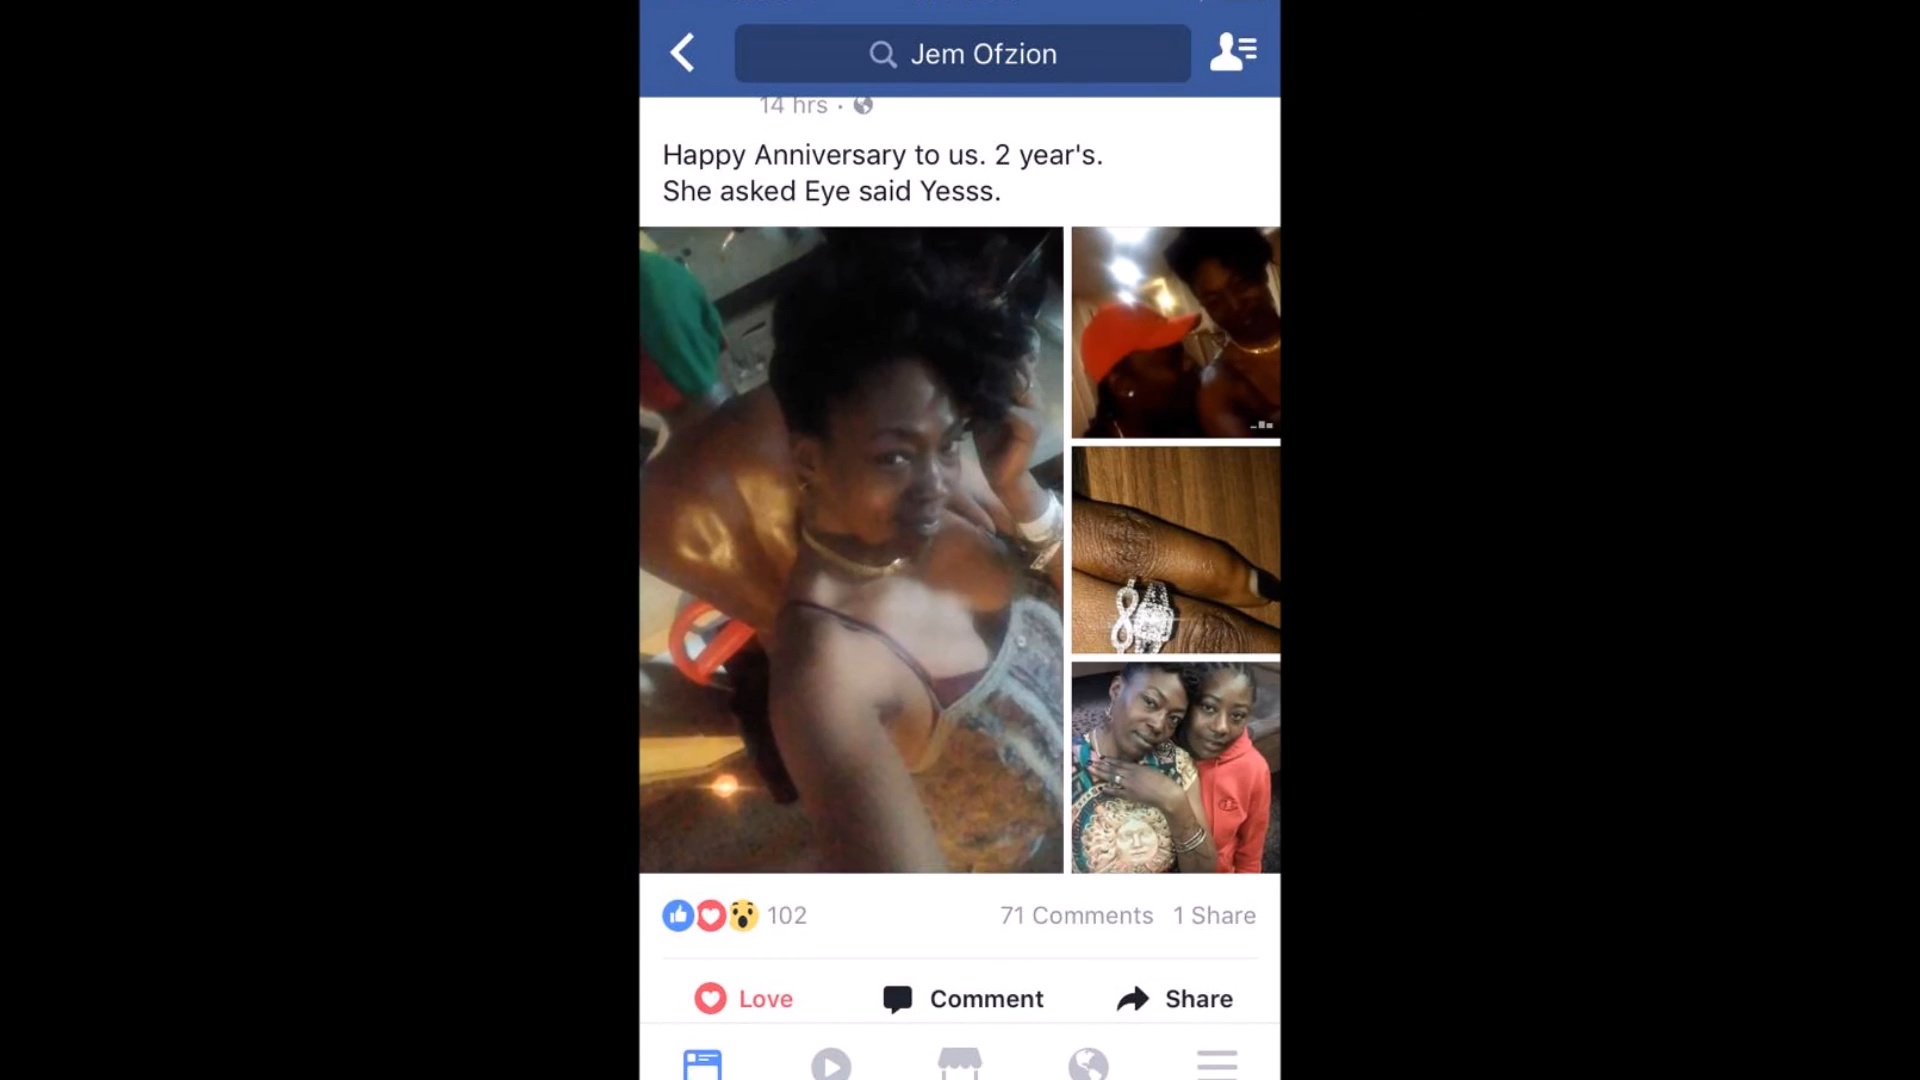 Jem Ofzion
14 hrs ·
Happy Anniversary to us. 2 year's.
She asked Eye said Yesss.
102
71 Comments 1 Share
Love Comment Share